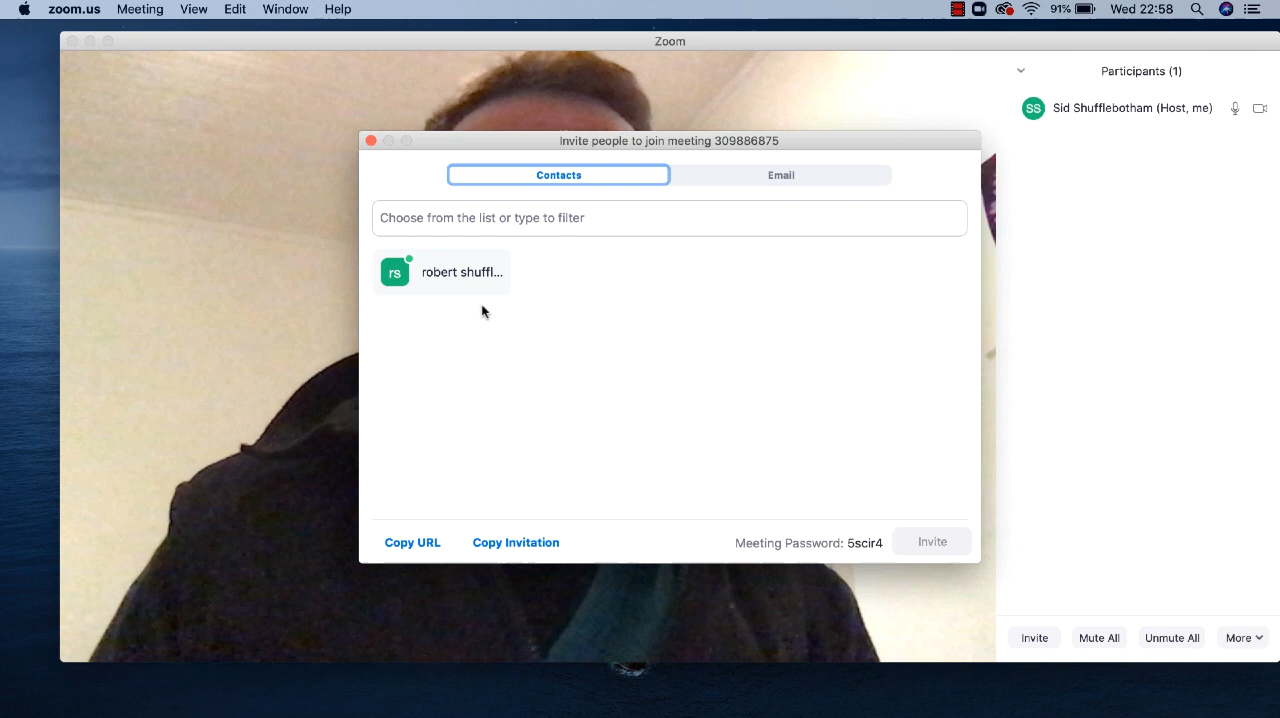 zoom.us Meeting View Edit Window Help 91% Wed 22:58
Zoom
Participants (1)
SS Sid Shufflebotham (Host, me)
Invite people to join meeting 309886875
Contacts Email
Choose from the list or type to filter
rs robert shuffl...
Copy URL Copy Invitation Meeting Password: 5scir4 Invite
Invite Mute All Unmute All More